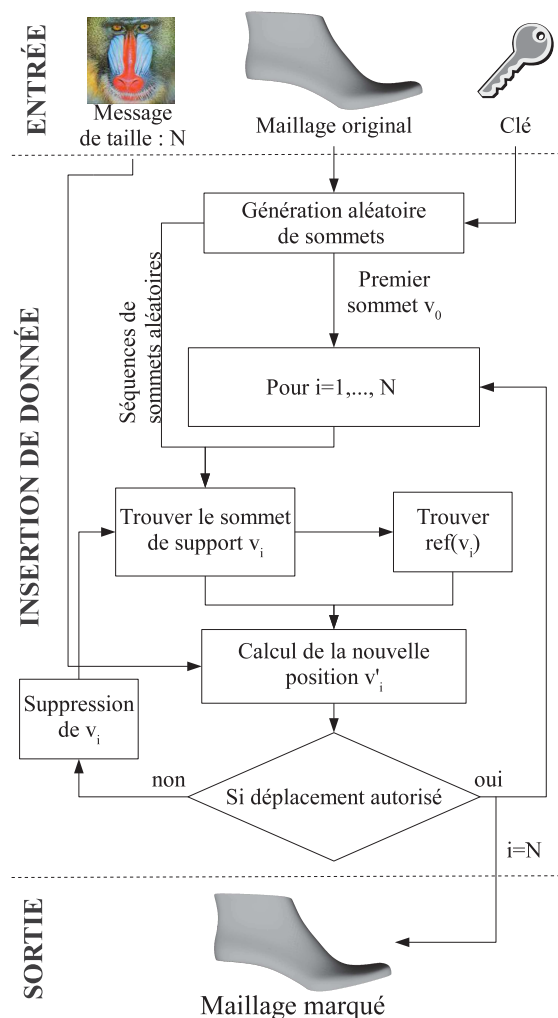 ENTRÉE
Message
de taille : N
Maillage original
Clé
INSERTION DE DONNÉE
Génération aléatoire
de sommets
Séquences de
sommets aléatoires
Premier
sommet v0
Pour i=1,..., N
Trouver le sommet
de support vi
Trouver
ref(vi)
Calcul de la nouvelle
position v'i
Suppression
de vi
non
Si déplacement autorisé
oui
i=N
SORTIE
Maillage marqué